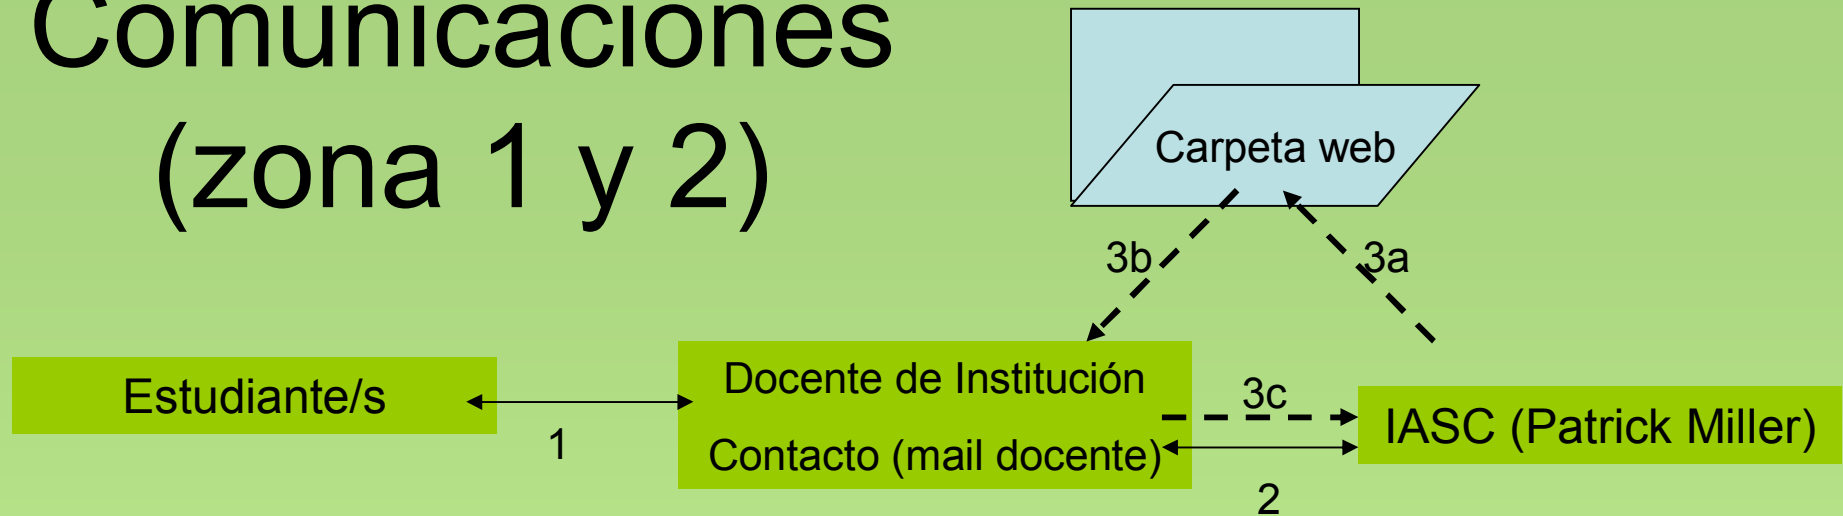 Comunicaciones
(zona 1 y 2)
Carpeta web
3b
3a
Estudiante/s
1
Docente de Institución
Contacto (mail docente)
3c
2
IASC (Patrick Miller)